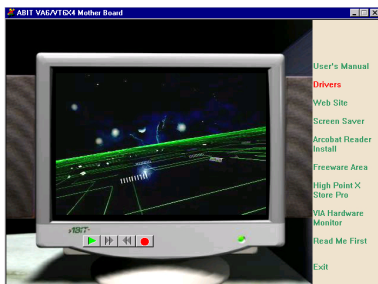 ABIT VA6/VT6X4 Mother Board
User's Manual
Drivers
Web Site
Screen Saver
Arcobat Reader
Install
Freeware Area
High Point X
Store Pro
VIA Hardware
Monitor
Read Me First
Exit
ABIT